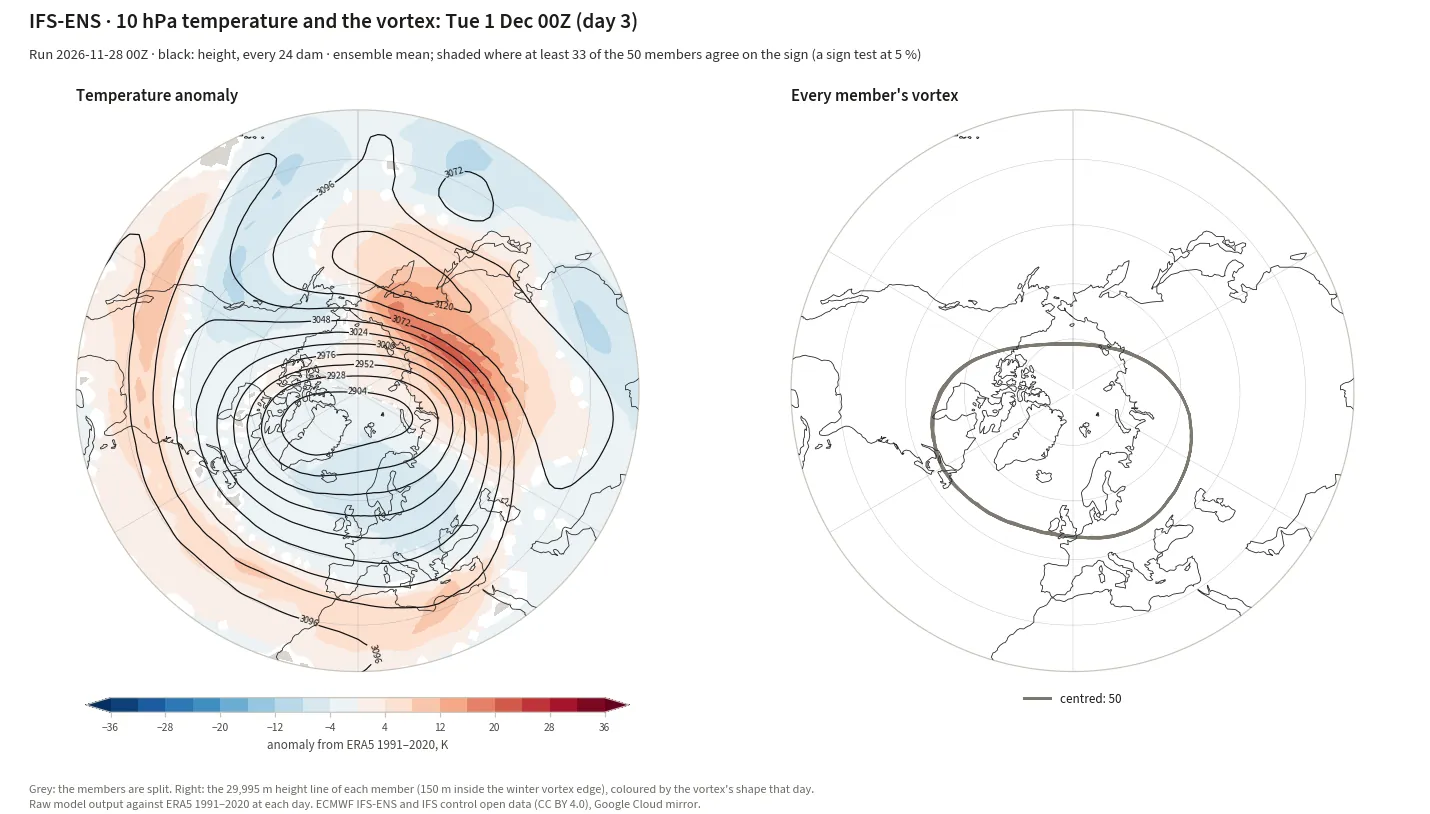 IFS-ENS · 10 hPa temperature and the vortex: Tue 1 Dec 00Z (day 3)
Run 2026-11-28 00Z · black: height, every 24 dam · ensemble mean; shaded where at least 33 of the 50 members agree on the sign (a sign test at 5 %)
Temperature anomaly
Every member's vortex
3072
3096
3120
3048
3072
3024
3000
2976
2952
2928
2904
3096
3096
−36 −28 −20 −12 −4 4 12 20 28 36
anomaly from ERA5 1991–2020, K
centred: 50
Grey: the members are split. Right: the 29,995 m height line of each member (150 m inside the winter vortex edge), coloured by the vortex's shape that day.
Raw model output against ERA5 1991–2020 at each day. ECMWF IFS-ENS and IFS control open data (CC BY 4.0), Google Cloud mirror.